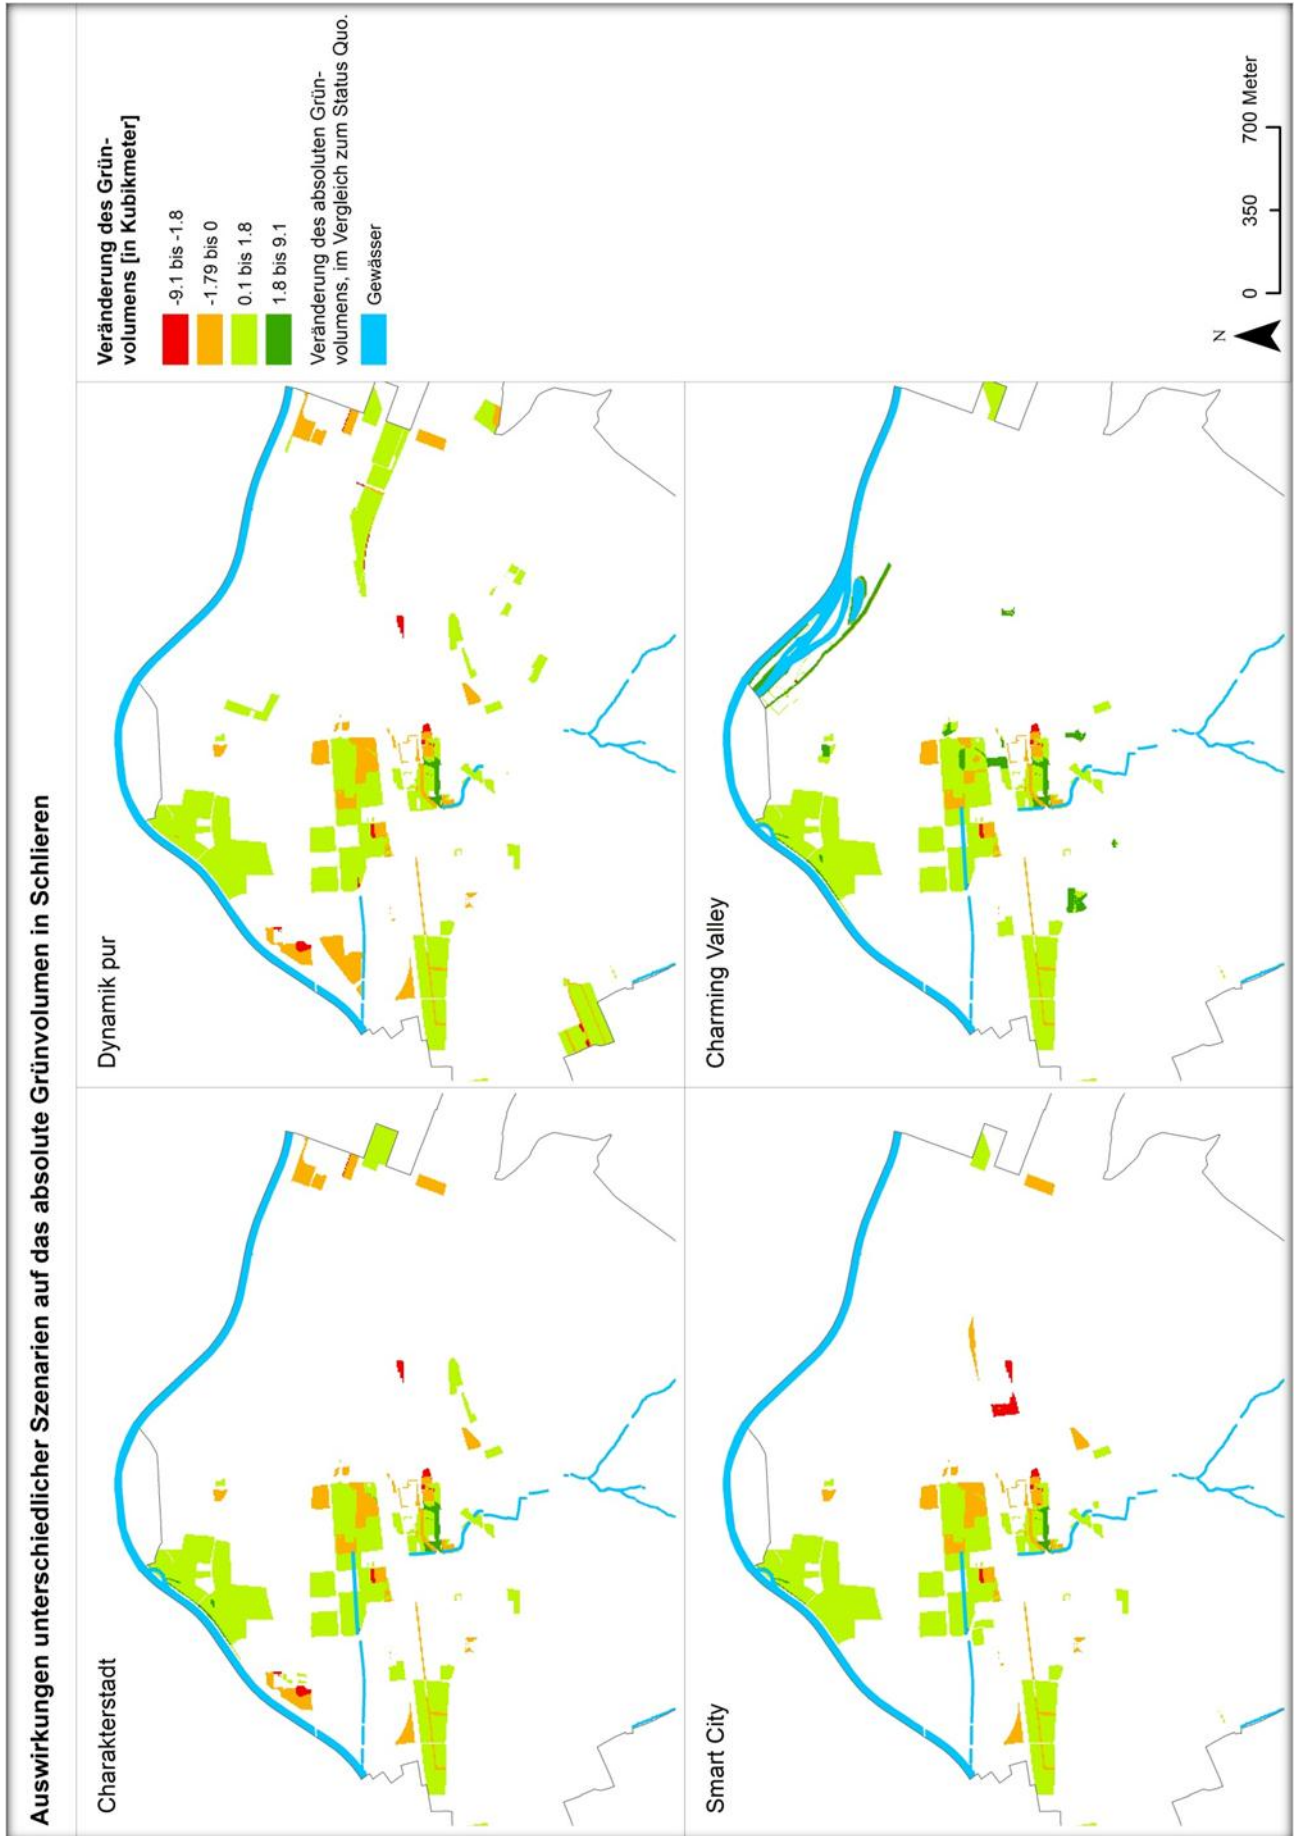 Auswirkungen unterschiedlicher Szenarien auf das absolute Grünvolumen in Schlieren
Charakterstadt
Dynamik pur
Smart City
Charming Valley
Veränderung des Grün-
volumens [in Kubikmeter]
-9.1 bis -1.8
-1.79 bis 0
0.1 bis 1.8
1.8 bis 9.1
Veränderung des absoluten Grün-
volumens, im Vergleich zum Status Quo.
Gewässer
N
0 350 700 Meter